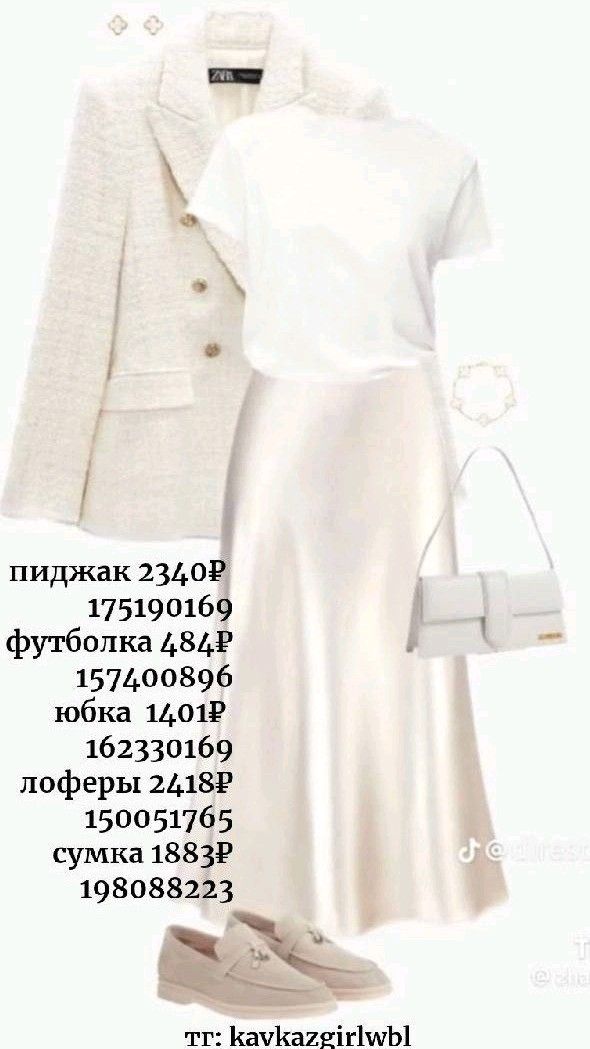 ZARA
пиджак 2340₽
175190169
футболка 484₽
157400896
юбка 1401₽
162330169
лоферы 2418₽
150051765
сумка 1883₽
198088223
тг: kavkazgirlwbl